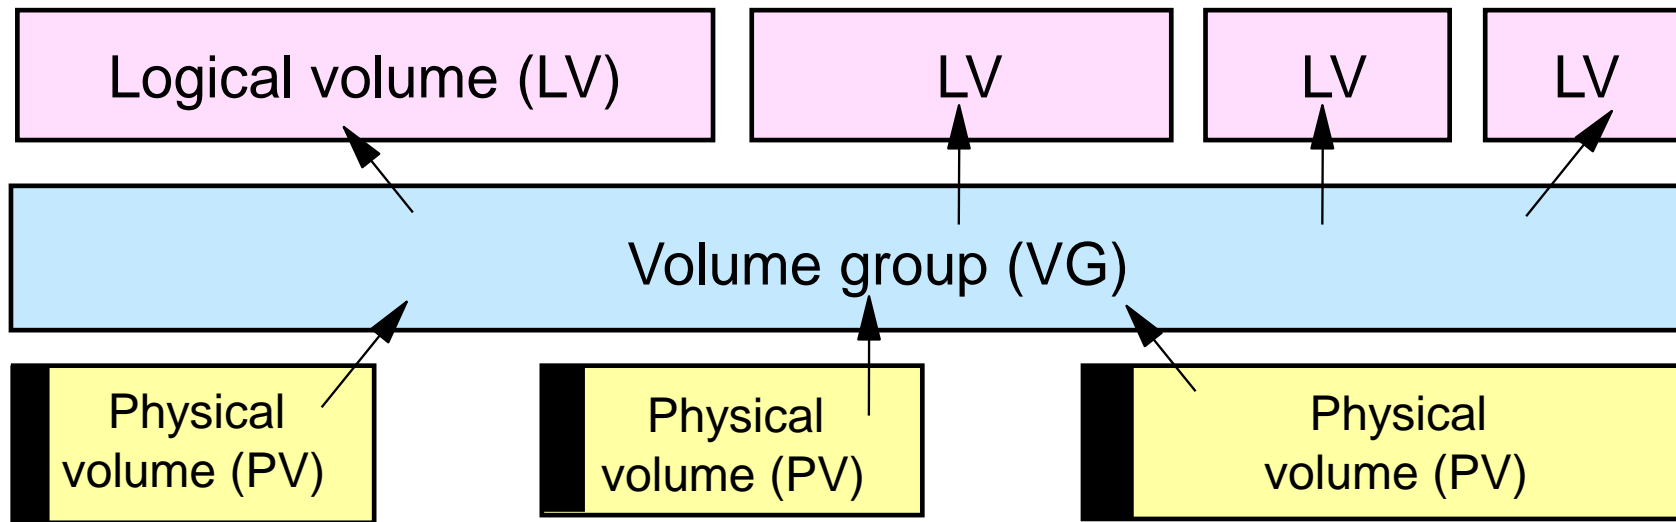 Logical volume (LV)
LV
LV
LV
Volume group (VG)
Physical
volume (PV)
Physical
volume (PV)
Physical
volume (PV)